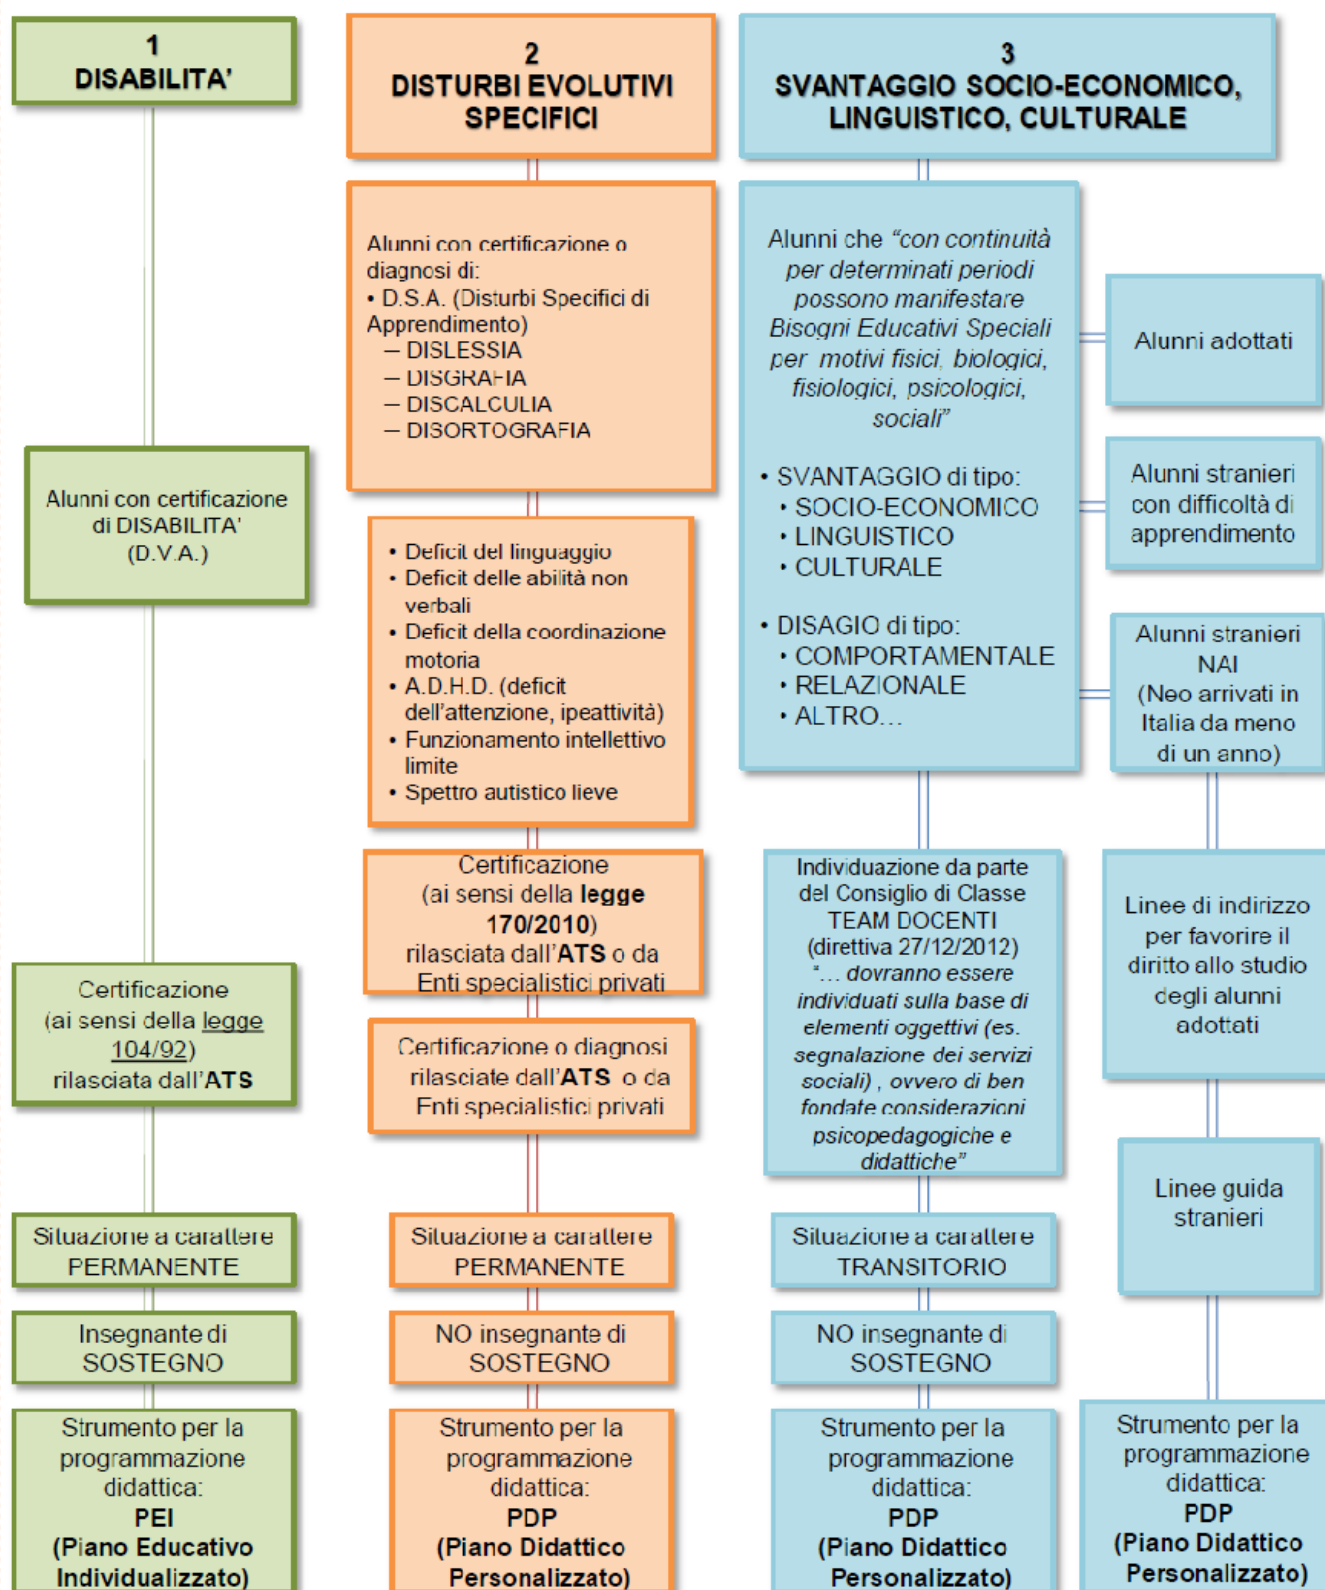 1
DISABILITA'
Alunni con certificazione
di DISABILITA'
(D.V.A.)
Certificazione
(ai sensi della legge
104/92)
rilasciata dall'ATS
Situazione a carattere
PERMANENTE
Insegnante di
SOSTEGNO
Strumento per la
programmazione
didattica:
PEI
(Piano Educativo
Individualizzato)
2
DISTURBI EVOLUTIVI
SPECIFICI
Alunni con certificazione o
diagnosi di:
• D.S.A. (Disturbi Specifici di
Apprendimento)
— DISLESSIA
— DISGRAFIA
— DISCALCULIA
— DISORTOGRAFIA
• Deficit del linguaggio
• Deficit delle abilità non
verbali
• Deficit della coordinazione
motoria
• A.D.H.D. (deficit
dell'attenzione, ipeattività)
• Funzionamento intellettivo
limite
• Spettro autistico lieve
Certificazione
(ai sensi della legge
170/2010)
rilasciata dall'ATS o da
Enti specialistici privati
Certificazione o diagnosi
rilasciate dall'ATS o da
Enti specialistici privati
Situazione a carattere
PERMANENTE
NO insegnante di
SOSTEGNO
Strumento per la
programmazione
didattica:
PDP
(Piano Didattico
Personalizzato)
3
SVANTAGGIO SOCIO-ECONOMICO,
LINGUISTICO, CULTURALE
Alunni che "con continuità
per determinati periodi
possono manifestare
Bisogni Educativi Speciali
per motivi fisici, biologici,
fisiologici, psicologici,
sociali"
• SVANTAGGIO di tipo:
• SOCIO-ECONOMICO
• LINGUISTICO
• CULTURALE
• DISAGIO di tipo:
• COMPORTAMENTALE
• RELAZIONALE
• ALTRO…
Individuazione da parte
del Consiglio di Classe
TEAM DOCENTI
(direttiva 27/12/2012)
"… dovranno essere
individuati sulla base di
elementi oggettivi (es.
segnalazione dei servizi
sociali) , ovvero di ben
fondate considerazioni
psicopedagogiche e
didattiche"
Situazione a carattere
TRANSITORIO
NO insegnante di
SOSTEGNO
Strumento per la
programmazione
didattica:
PDP
(Piano Didattico
Personalizzato)
Alunni adottati
Alunni stranieri
con difficoltà di
apprendimento
Alunni stranieri
NAI
(Neo arrivati in
Italia da meno
di un anno)
Linee di indirizzo
per favorire il
diritto allo studio
degli alunni
adottati
Linee guida
stranieri
Strumento per la
programmazione
didattica:
PDP
(Piano Didattico
Personalizzato)